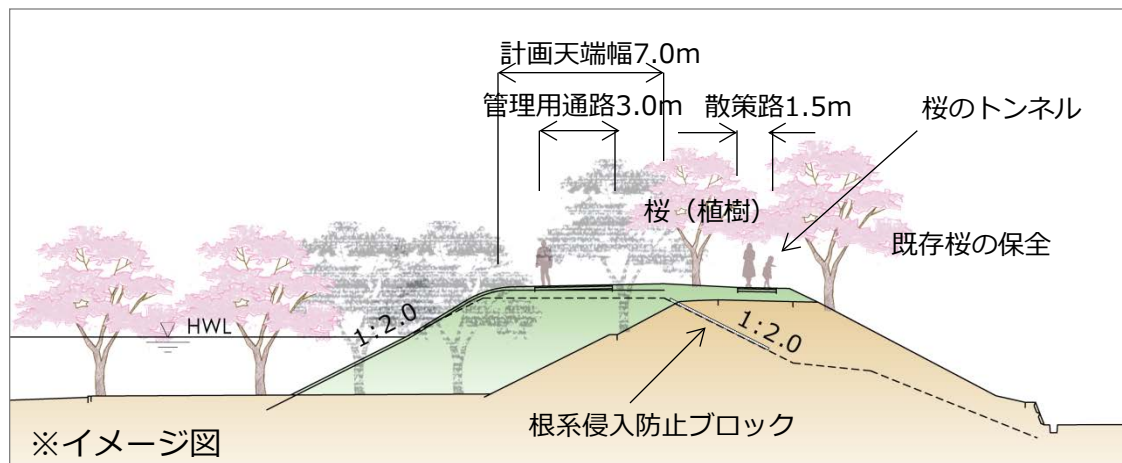 計画天端幅7.0m
管理用通路3.0m
散策路1.5m
桜のトンネル
桜（植樹）
既存桜の保全
HWL
1:2.0
1:2.0
根系侵入防止ブロック
※イメージ図